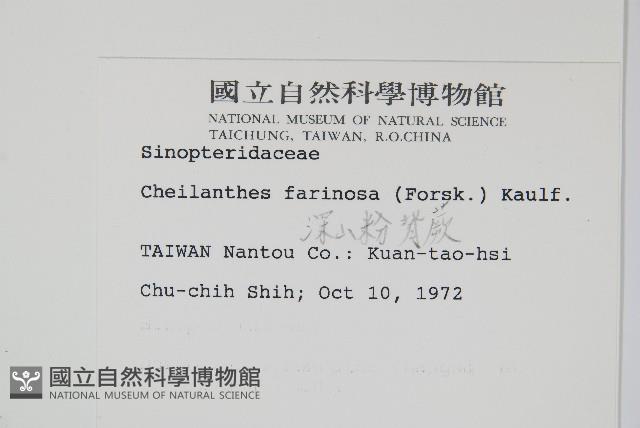 國立自然科學博物館
NATIONAL MUSEUM OF NATURAL SCIENCE
TAICHUNG, TAIWAN, R.O.CHINA
Sinopteridaceae
Cheilanthes farinosa (Forsk.) Kaulf.
深山粉背蕨
TAIWAN Nantou Co.: Kuan-tao-hsi
Chu-chih Shih; Oct 10, 1972
國立自然科學博物館
NATIONAL MUSEUM OF NATURAL SCIENCE